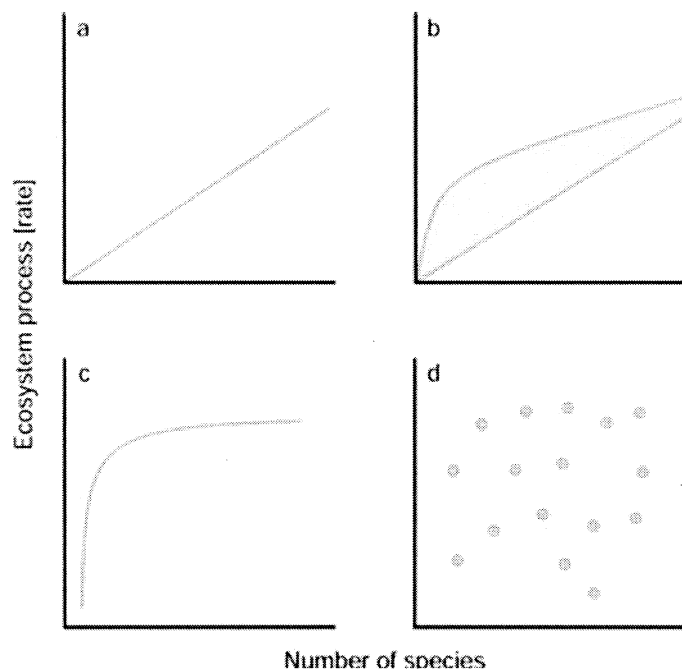 a
b
Ecosystem process [rate]
c
d
Number of species